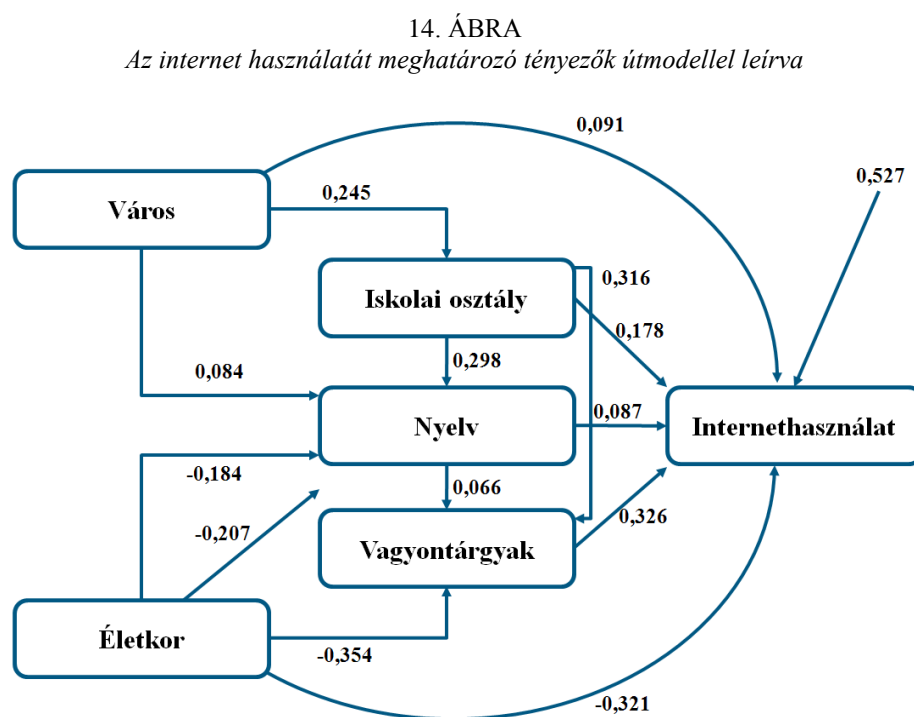 14. ÁBRA
Az internet használatát meghatározó tényezők útmodellel leírva
0,091
0,527
Város
0,245
Iskolai osztály
0,316
0,178
0,298
0,084
Nyelv
0,087
Internethasználat
-0,184
0,066
-0,207
0,326
Vagyontárgyak
Életkor
-0,354
-0,321